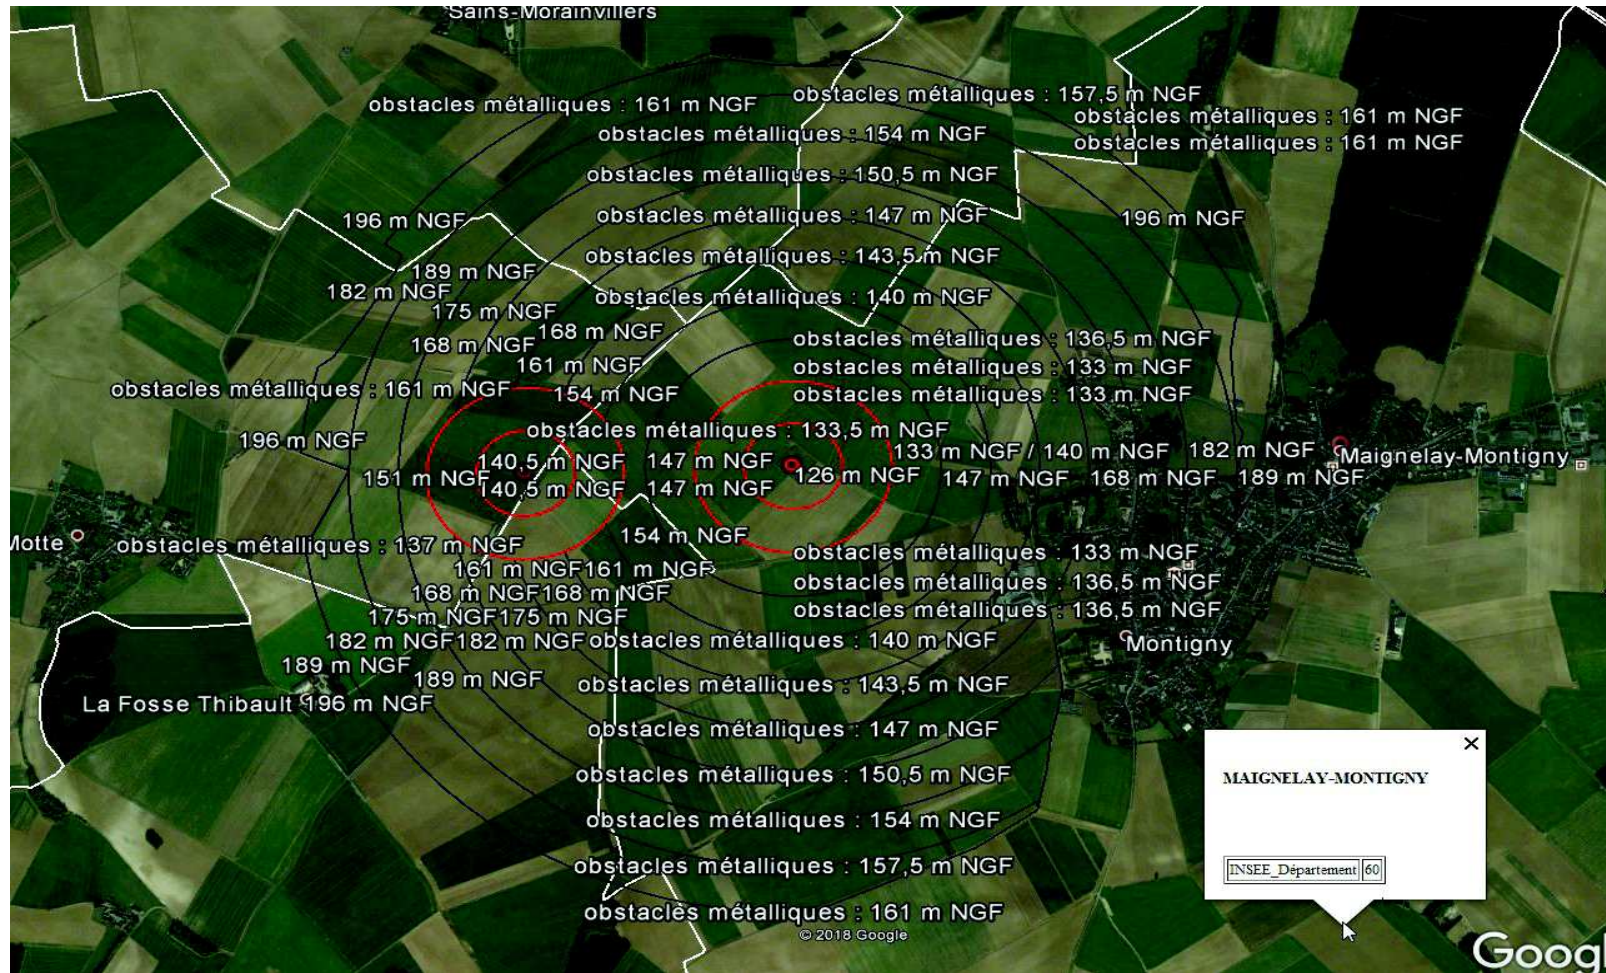 Sains-Morainvillers
obstacles métalliques : 157,5 m NGF
obstacles métalliques : 161 m NGF
obstacles métalliques : 161 m NGF
obstacles métalliques : 154 m NGF
obstacles métalliques : 161 m NGF
obstacles métalliques : 150,5 m NGF
196 m NGF
obstacles métalliques : 147 m NGF
196 m NGF
obstacles métalliques : 143,5 m NGF
189 m NGF
182 m NGF
obstacles métalliques : 140 m NGF
175 m NGF
168 m NGF
obstacles métalliques : 136,5 m NGF
168 m NGF
161 m NGF
obstacles métalliques : 133 m NGF
obstacles métalliques : 161 m NGF
154 m NGF
obstacles métalliques : 133 m NGF
obstacles métalliques : 133,5 m NGF
196 m NGF
133 m NGF / 140 m NGF
182 m NGF
140,5 m NGF
147 m NGF
Maignelay-Montigny
151 m NGF
126 m NGF
147 m NGF
168 m NGF
189 m NGF
140,5 m NGF
147 m NGF
154 m NGF
Motte
obstacles métalliques : 137 m NGF
obstacles métalliques : 133 m NGF
161 m NGF
161 m NGF
obstacles métalliques : 136,5 m NGF
168 m NGF
168 m NGF
obstacles métalliques : 136,5 m NGF
175 m NGF
175 m NGF
182 m NGF
182 m NGF
obstacles métalliques : 140 m NGF
Montigny
189 m NGF
189 m NGF
obstacles métalliques : 143,5 m NGF
La Fosse Thibault
196 m NGF
obstacles métalliques : 147 m NGF
obstacles métalliques : 150,5 m NGF
MAIGNELAY-MONTIGNY
obstacles métalliques : 154 m NGF
obstacles métalliques : 157,5 m NGF
INSEE_Département 60
obstacles métalliques : 161 m NGF
© 2018 Google
Googl